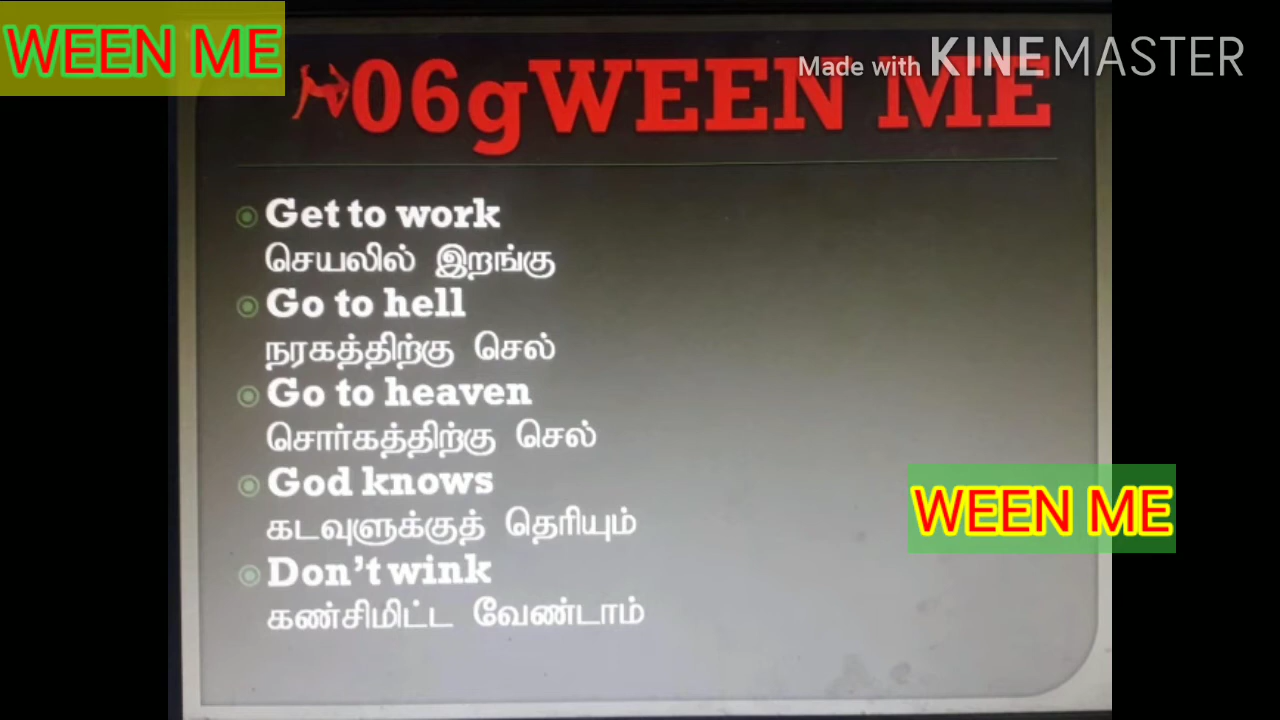 WEEN ME
Made with KINEMASTER
06gWEEN ME
Get to work
செயலில் இறங்கு
Go to hell
நரகத்திற்கு செல்
Go to heaven
சொர்கத்திற்கு செல்
God knows
கடவுளுக்குத் தெரியும்
Don't wink
கண்சிமிட்ட வேண்டாம்
WEEN ME